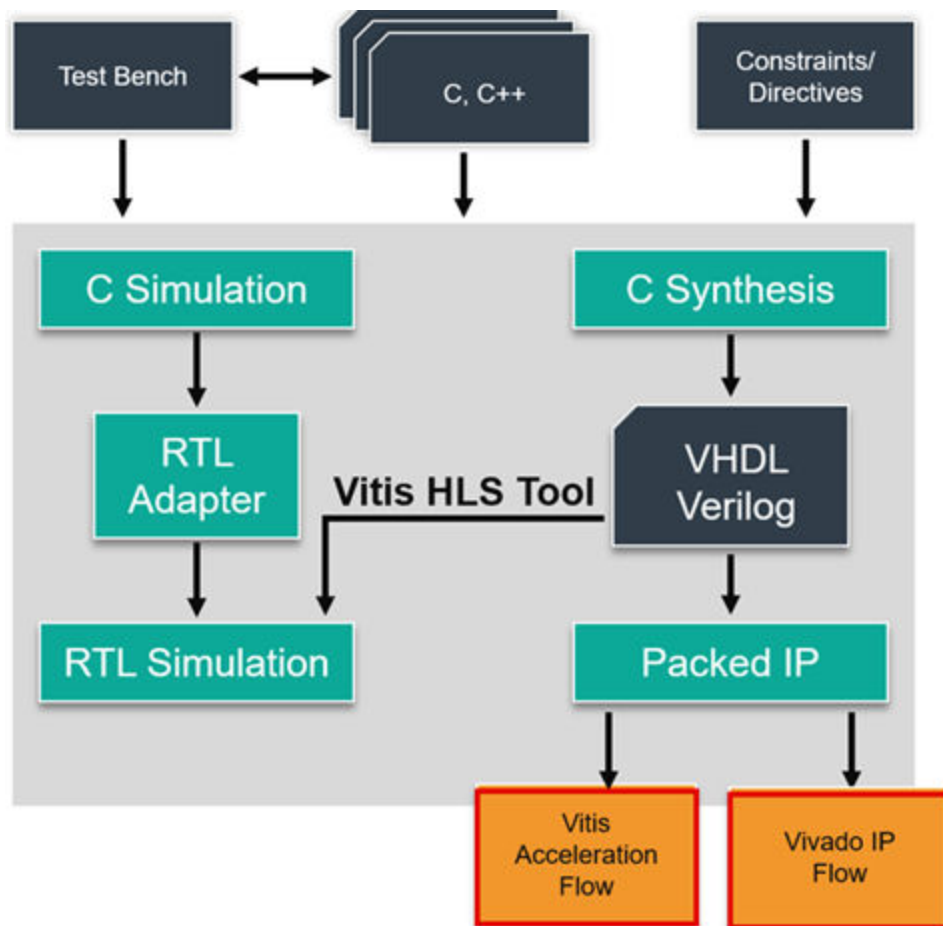 Test Bench
C, C++
Constraints/
Directives
C Simulation
C Synthesis
RTL
Adapter
Vitis HLS Tool
VHDL
Verilog
RTL Simulation
Packed IP
Vitis
Acceleration
Flow
Vivado IP
Flow